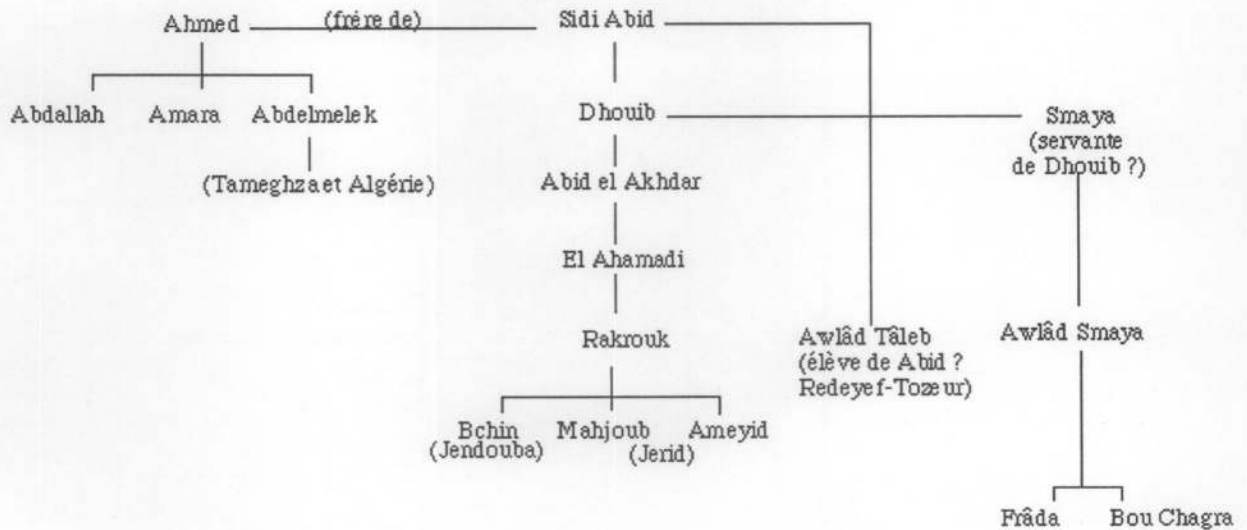 Ahmed (frére de) Sidi Abid
Abdallah Amara Abdelmelek Dhouib Smaya
(servante
de Dhouib ?)
(Tameghza et Algérie) Abid el Akhdar
El Ahamadi
Rakrouk Awlâd Tâleb Awlâd Smaya
(élève de Abid ?
Redeyef-Tozeur)
Bchin Mahjoub Ameyid
(Jendouba) (Jerid)
Frâda Bou Chagra